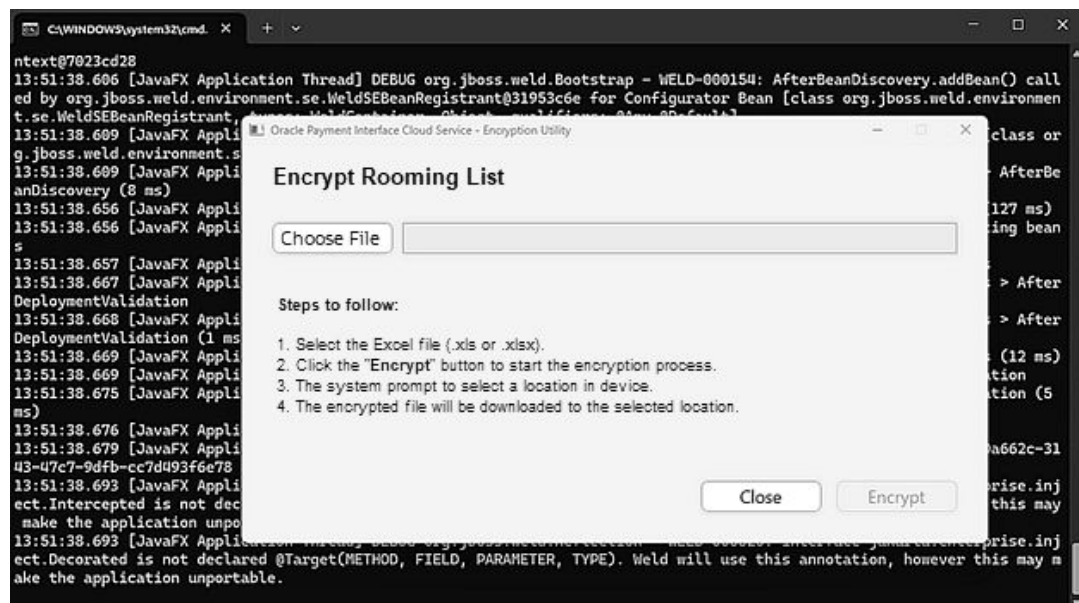 C:\WINDOWS\system32\cmd.
ntext@7023cd28
13:51:38.606 [JavaFX Application Thread] DEBUG org.jboss.weld.Bootstrap - WELD-000154: AfterBeanDiscovery.addBean() call
ed by org.jboss.weld.environment.se.WeldSEBeanRegistrant@31953c6e for Configurator Bean [class org.jboss.weld.environmen
t.se.WeldSEBeanRegistrant,
13:51:38.609 [JavaFX Appli class or
g.jboss.weld.environment.s
13:51:38.609 [JavaFX Appli > AfterBe
anDiscovery (8 ms)
13:51:38.656 [JavaFX Appli (127 ms)
13:51:38.656 [JavaFX Appli ing bean
s
13:51:38.657 [JavaFX Appli
13:51:38.667 [JavaFX Appli > After
DeploymentValidation
13:51:38.668 [JavaFX Appli > After
DeploymentValidation (1 ms
13:51:38.669 [JavaFX Appli (12 ms)
13:51:38.669 [JavaFX Appli tion
13:51:38.675 [JavaFX Appli tion (5
ms)
13:51:38.676 [JavaFX Appli
13:51:38.679 [JavaFX Appli a662c-31
43-47c7-9dfb-cc7d493f6e78
13:51:38.693 [JavaFX Appli rise.inj
ect.Intercepted is not dec this may
make the application unpo
13:51:38.693 [JavaFX Appli prise.inj
ect.Decorated is not declared @Target(METHOD, FIELD, PARAMETER, TYPE). Weld will use this annotation, however this may m
ake the application unportable.
Oracle Payment Interface Cloud Service - Encryption Utility
Encrypt Rooming List
Choose File
Steps to follow:
1. Select the Excel file (.xls or .xlsx).
2. Click the "Encrypt" button to start the encryption process.
3. The system prompt to select a location in device.
4. The encrypted file will be downloaded to the selected location.
Close Encrypt